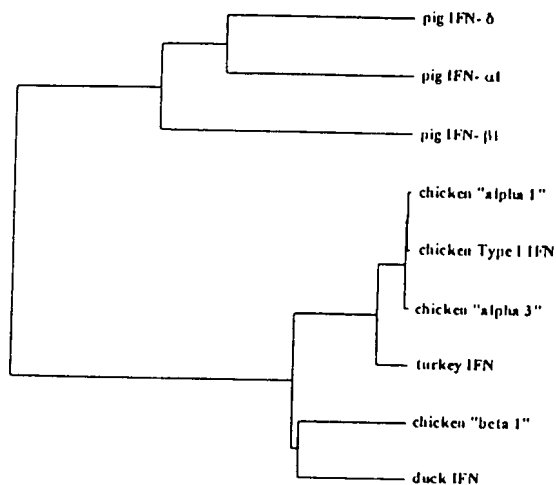 pig IFN- δ
pig IFN- α1
pig IFN- β1
chicken "alpha 1"
chicken Type I IFN
chicken "alpha 3"
turkey IFN
chicken "beta 1"
duck IFN